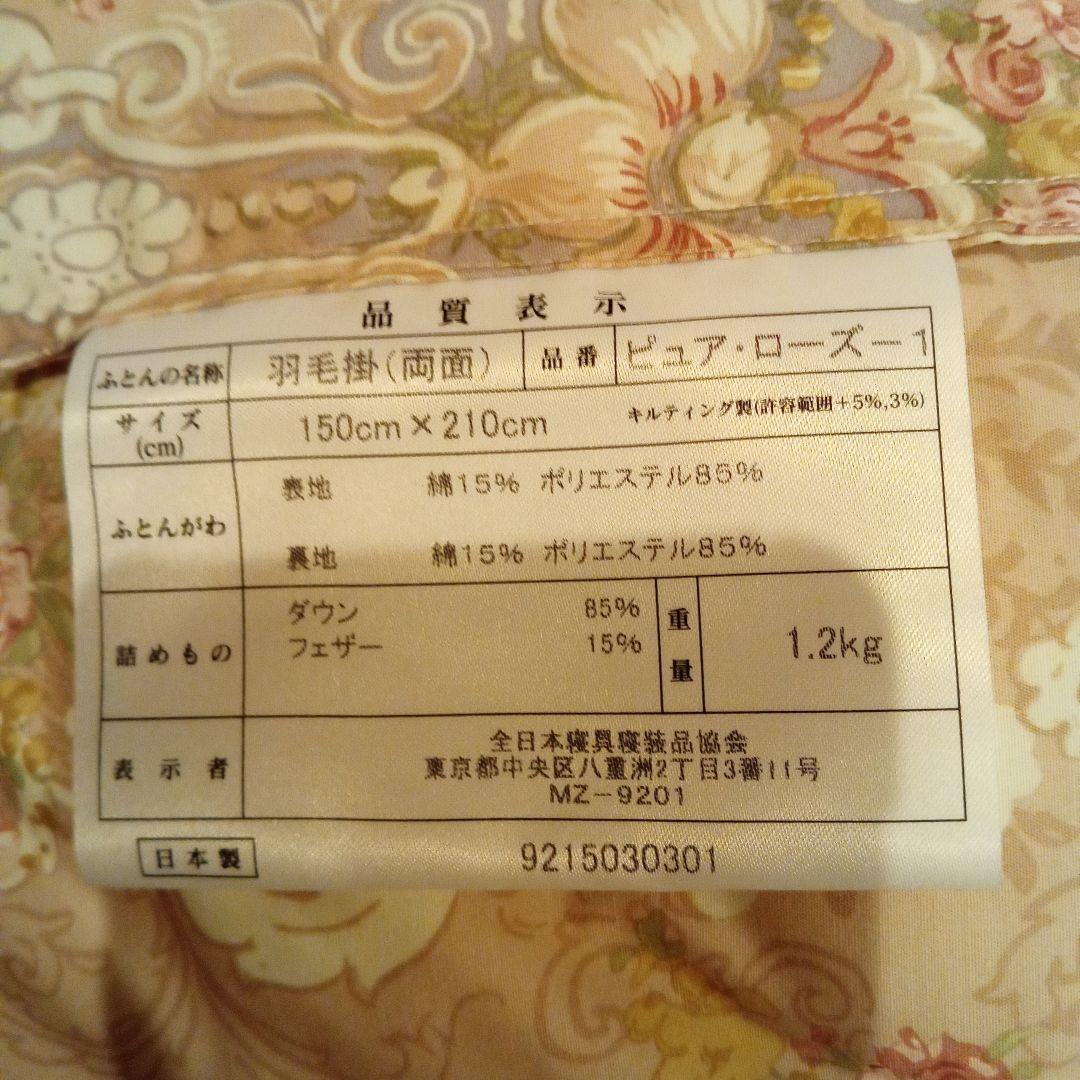 品質表示
ふとんの名称 羽毛掛(両面) 品番 ピュア・ローズー1
サイズ(cm) 150cm×210cm キルティング製(許容範囲+5%,3%)
ふとんがわ 表地 綿15% ポリエステル85%
裏地 綿15% ポリエステル85%
詰めもの ダウン 85% 重量 1.2kg
フェザー 15%
表示者 全日本寝具寝装品協会
東京都中央区八重洲2丁目3番11号
MZ-9201
日本製 9215030301